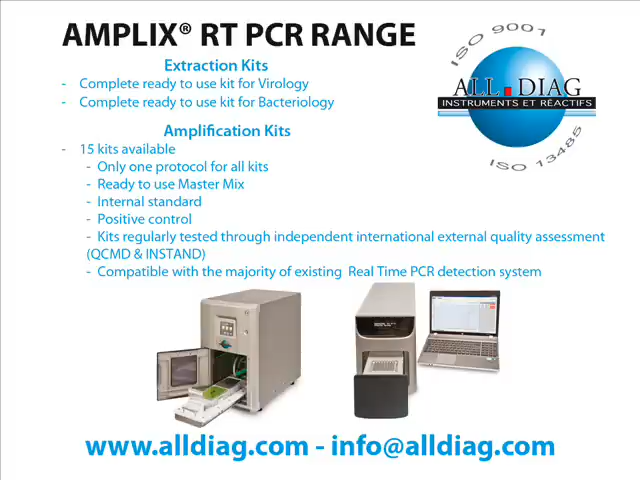 AMPLIX® RT PCR RANGE
Extraction Kits
- Complete ready to use kit for Virology
- Complete ready to use kit for Bacteriology
Amplification Kits
- 15 kits available
- Only one protocol for all kits
- Ready to use Master Mix
- Internal standard
- Positive control
- Kits regularly tested through independent international external quality assessment
(QCMD & INSTAND)
- Compatible with the majority of existing Real Time PCR detection system
ISO 9001
ALL.DIAG
INSTRUMENTS ET RÉACTIFS
ISO 13485
www.alldiag.com - info@alldiag.com